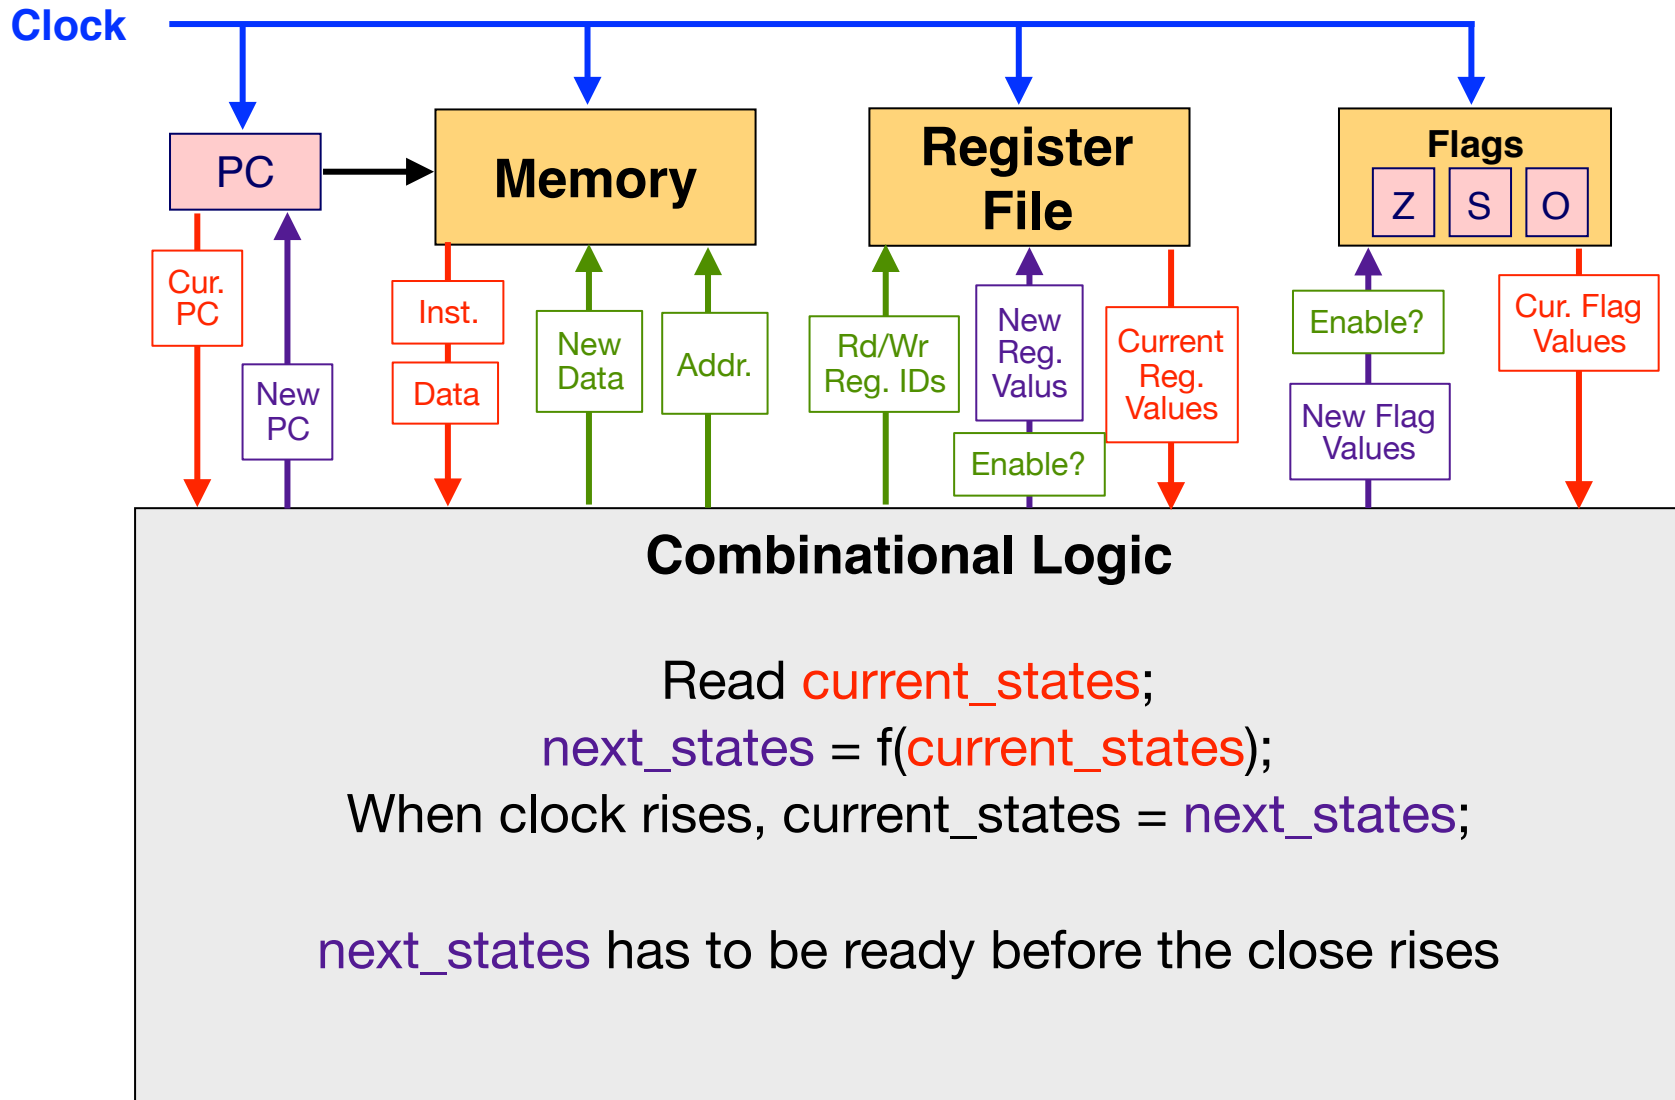 Clock
PC
Memory
Register
File
Flags
Z
S
O
Cur.
PC
New
PC
Inst.
Data
New
Data
Addr.
Rd/Wr
Reg. IDs
New
Reg.
Valus
Enable?
Current
Reg.
Values
Enable?
New Flag
Values
Cur. Flag
Values
Combinational Logic
Read current_states;
next_states = f(current_states);
When clock rises, current_states = next_states;
next_states has to be ready before the close rises